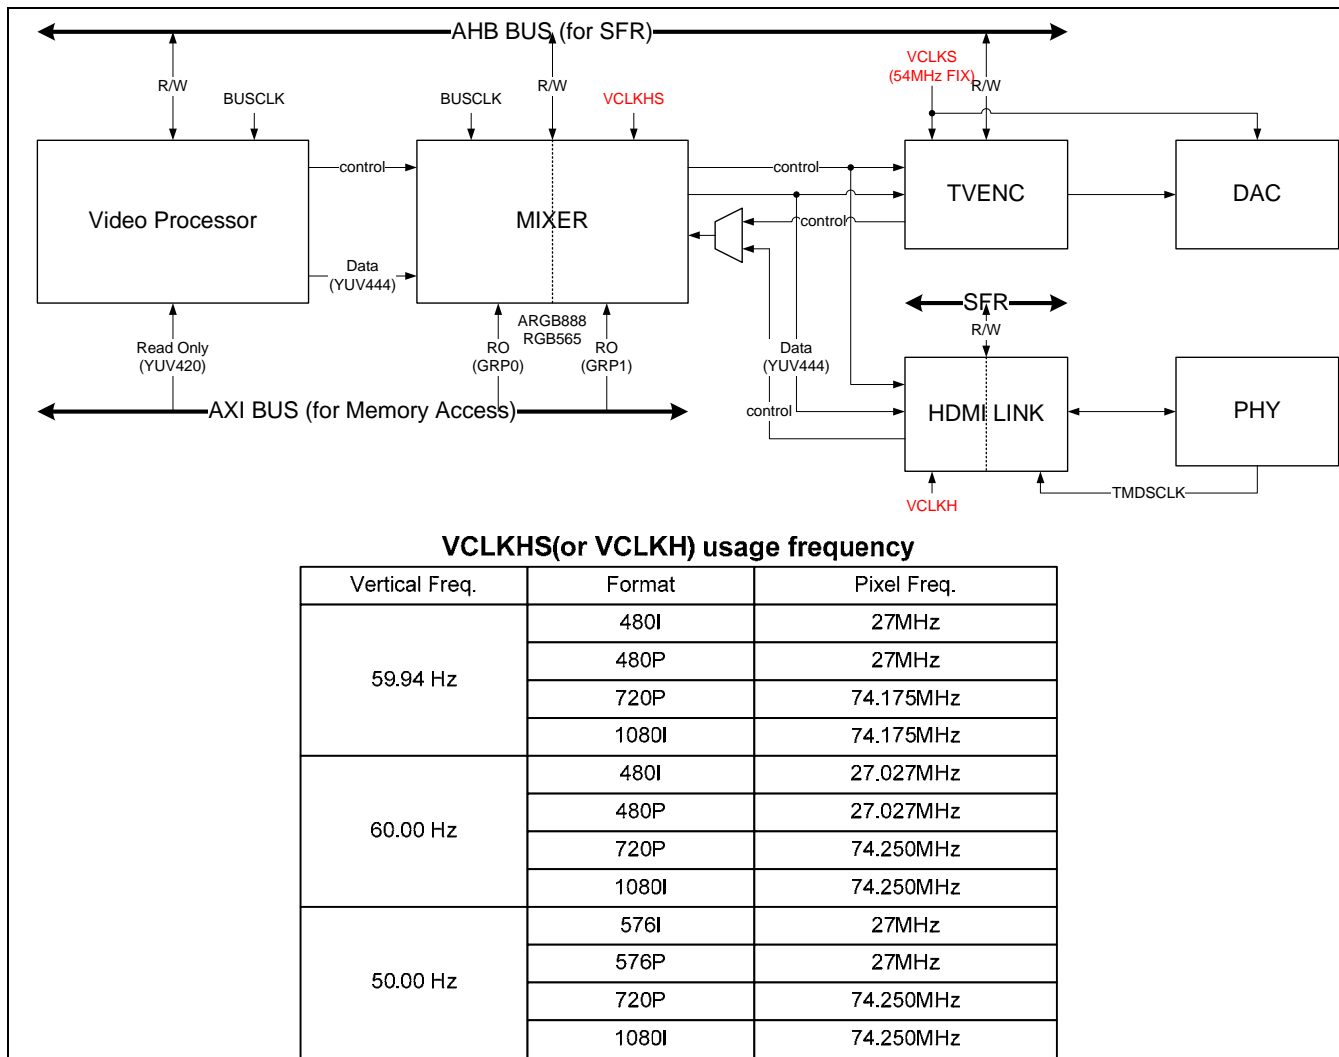 AHB BUS (for SFR)
VCLKS
(54MHz FIX)
R/W
R/W
R/W
BUSCLK
BUSCLK
VCLKHS
Video Processor
control
MIXER
control
TVENC
DAC
control
Data
(YUV444)
SFR
R/W
ARGB888
RGB565
Read Only
(YUV420)
RO
(GRP0)
RO
(GRP1)
Data
(YUV444)
control
AXI BUS (for Memory Access)
HDMI LINK
PHY
TMDSCLK
VCLKH
VCLKHS(or VCLKH) usage frequency
Vertical Freq. Format Pixel Freq.
59.94 Hz
480I 27MHz
480P 27MHz
720P 74.175MHz
1080I 74.175MHz
60.00 Hz
480I 27.027MHz
480P 27.027MHz
720P 74.250MHz
1080I 74.250MHz
50.00 Hz
576I 27MHz
576P 27MHz
720P 74.250MHz
1080I 74.250MHz